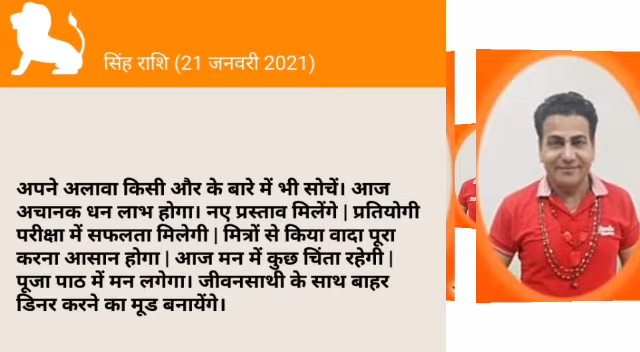 सिंह राशि (21 जनवरी 2021)
अपने अलावा किसी और के बारे में भी सोचें। आज
अचानक धन लाभ होगा। नए प्रस्ताव मिलेंगे | प्रतियोगी
परीक्षा में सफलता मिलेगी | मित्रों से किया वादा पूरा
करना आसान होगा | आज मन में कुछ चिंता रहेगी |
पूजा पाठ में मन लगेगा। जीवनसाथी के साथ बाहर
डिनर करने का मूड बनायेंगे।